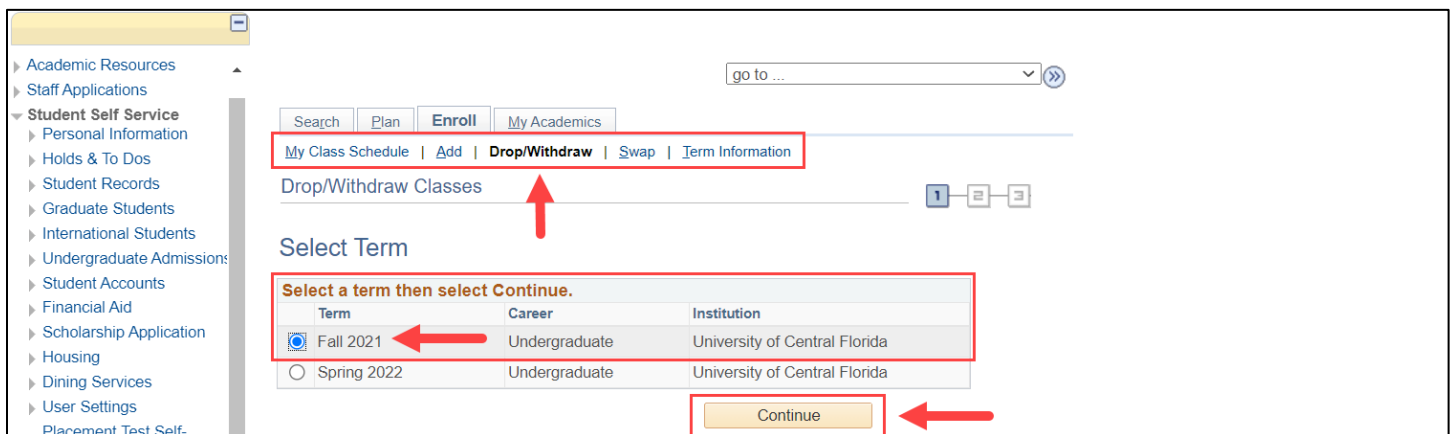 Academic Resources
Staff Applications
Student Self Service
Personal Information
Holds & To Dos
Student Records
Graduate Students
International Students
Undergraduate Admissions
Student Accounts
Financial Aid
Scholarship Application
Housing
Dining Services
User Settings
Placement Test Self-
go to ...
Search Plan Enroll My Academics
My Class Schedule | Add | Drop/Withdraw | Swap | Term Information
Drop/Withdraw Classes
1 2 3
Select Term
Select a term then select Continue.
Term Career Institution
Fall 2021 Undergraduate University of Central Florida
Spring 2022 Undergraduate University of Central Florida
Continue